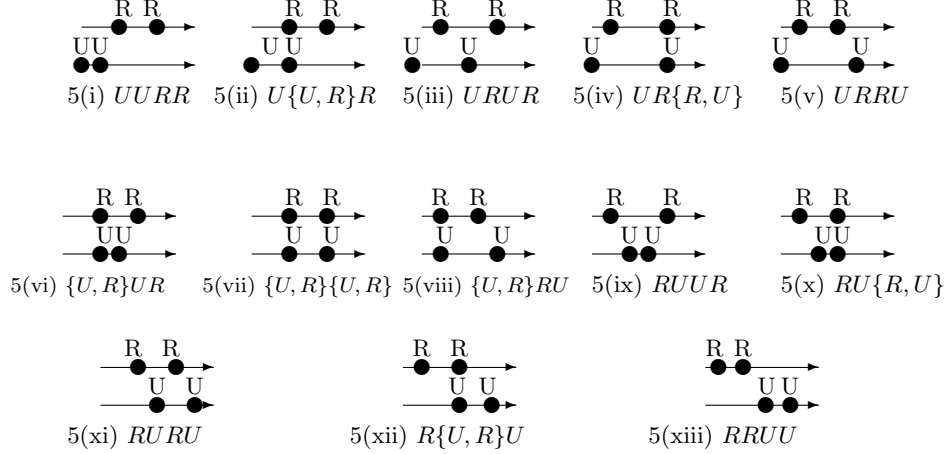 R R R R R R R R R R
U U U U U U U U U U
5(i) UURR 5(ii) U{U, R}R 5(iii) URUR 5(iv) UR{R, U} 5(v) URRU
R R R R R R R R R R
U U U U U U U U U U
5(vi) {U, R}UR 5(vii) {U, R}{U, R} 5(viii) {U, R}RU 5(ix) RUUR 5(x) RU{R, U}
R R R R R R
U U U U U U
5(xi) RURU 5(xii) R{U, R}U 5(xiii) RRUU